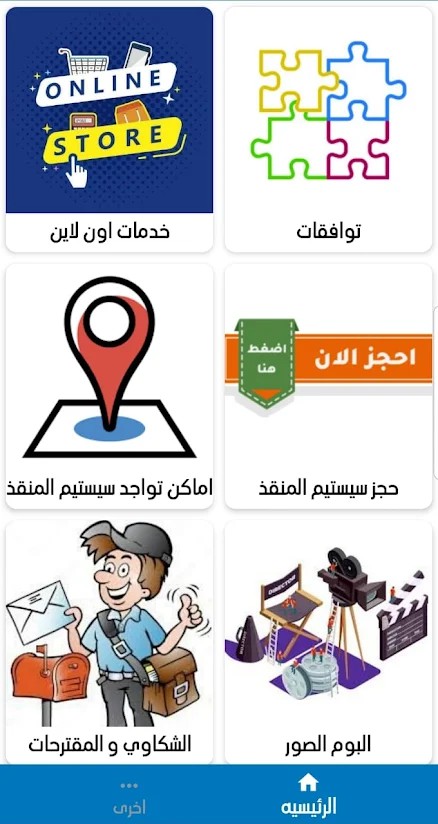 توافقات
ONLINE
STORE
خدمات اون لاين
احجز الان
اضغط
هنا
حجز سيستيم المنقذ
اماكن تواجد سيستيم المنقذ
DIRECTOR
البوم الصور
الشكاوي و المقترحات
الرئيسيه
اخرى